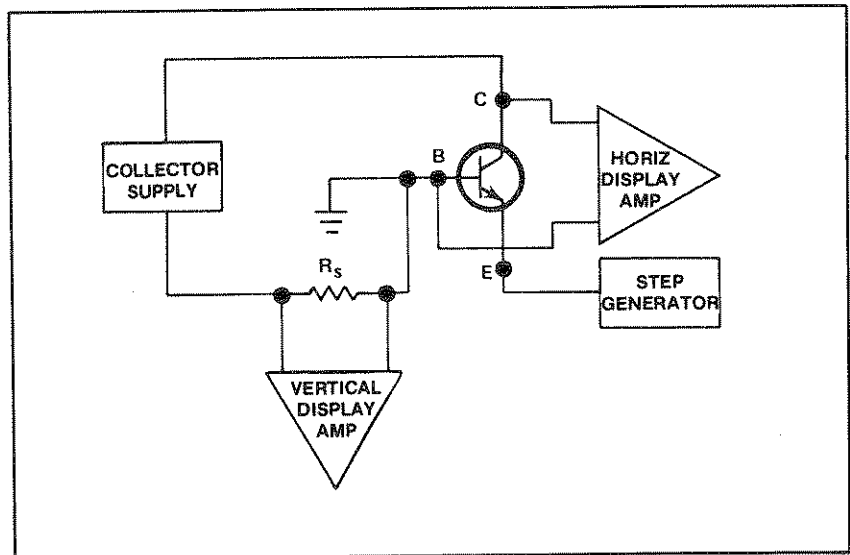 C
B
COLLECTOR
SUPPLY
HORIZ
DISPLAY
AMP
E
Rs
STEP
GENERATOR
VERTICAL
DISPLAY
AMP